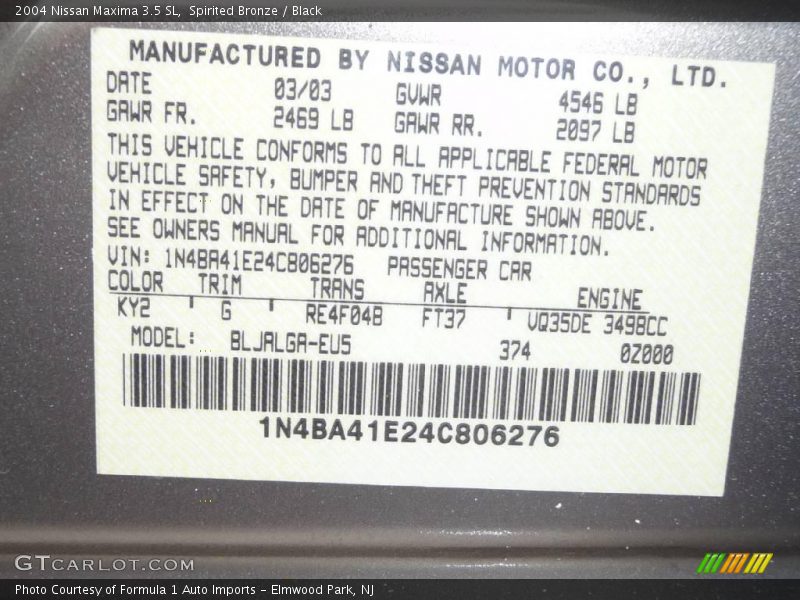 2004 Nissan Maxima 3.5 SL, Spirited Bronze / Black
MANUFACTURED BY NISSAN MOTOR CO., LTD.
DATE 03/03 GVWR 4546 LB
GAWR FR. 2469 LB GAWR RR. 2097 LB
THIS VEHICLE CONFORMS TO ALL APPLICABLE FEDERAL MOTOR
VEHICLE SAFETY, BUMPER AND THEFT PREVENTION STANDARDS
IN EFFECT ON THE DATE OF MANUFACTURE SHOWN ABOVE.
SEE OWNERS MANUAL FOR ADDITIONAL INFORMATION.
VIN: 1N4BA41E24C806276 PASSENGER CAR
COLOR TRIM TRANS AXLE ENGINE
KY2 G RE4F04B FT37 VQ35DE 3498CC
MODEL: BLJALGA-EU5 374 0Z000
1N4BA41E24C806276
GTCARLOT.COM
Photo Courtesy of Formula 1 Auto Imports - Elmwood Park, NJ